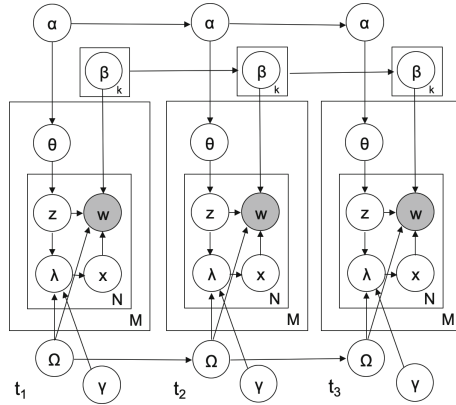 α α α
β k β k β k
θ θ θ
z w z w z w
λ x λ x λ x
N N N
M M M
Ω Ω Ω
t1 γ t2 γ t3 γ